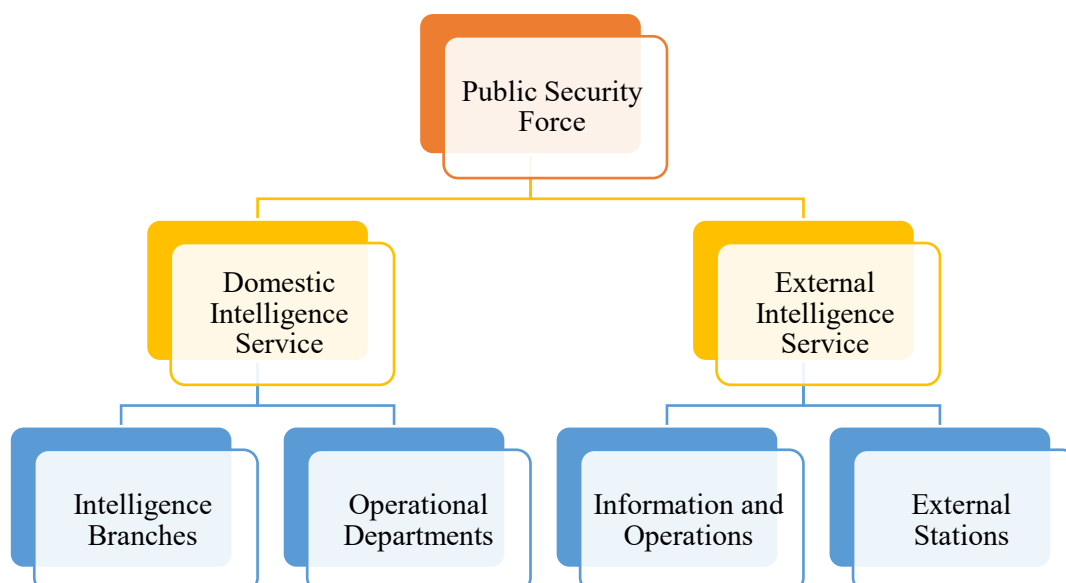 Public Security
Force
Domestic
Intelligence
Service
External
Intelligence
Service
Intelligence
Branches
Operational
Departments
Information and
Operations
External
Stations